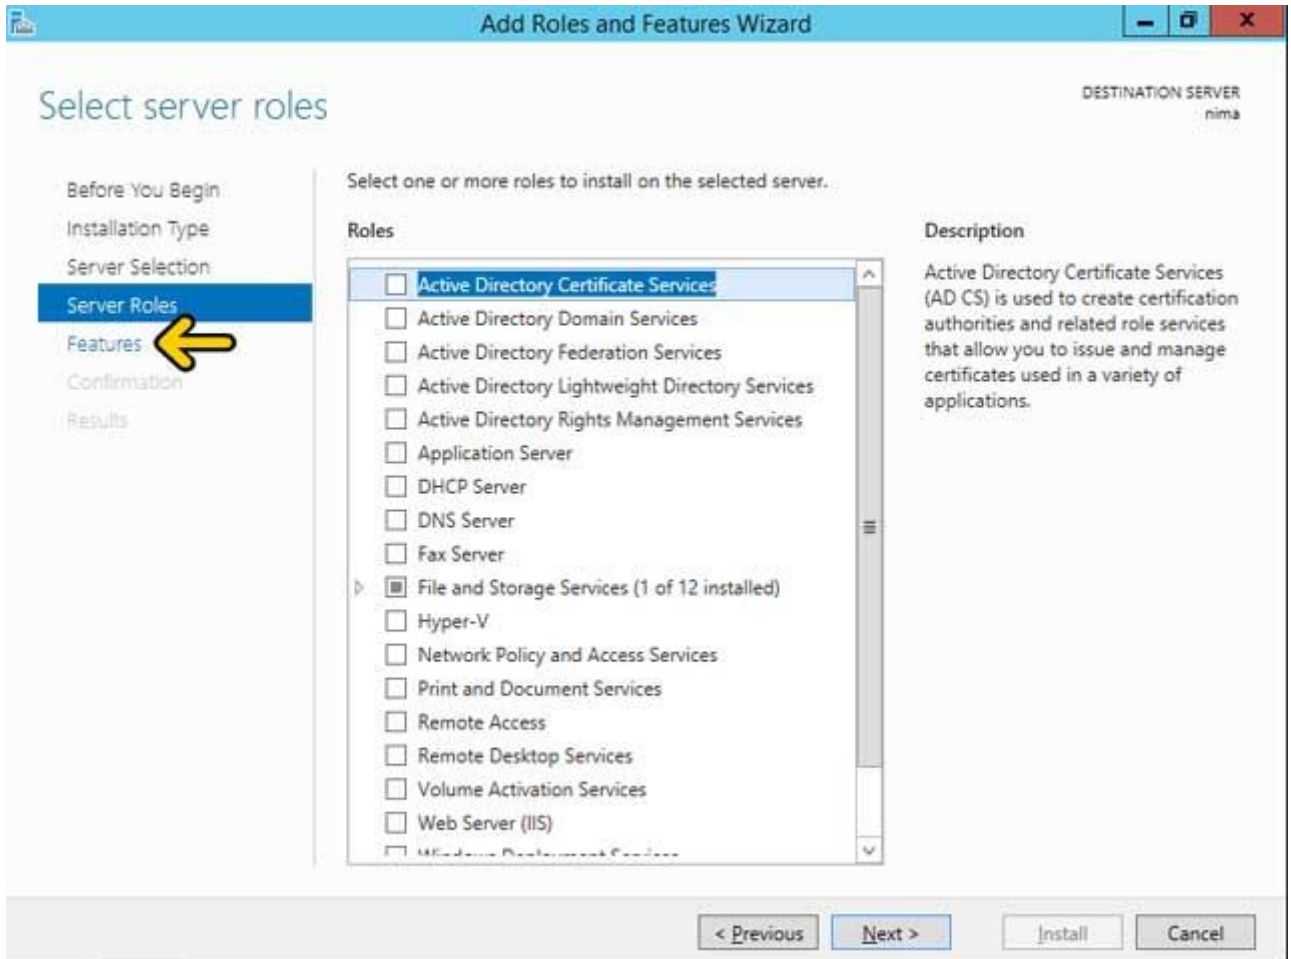 Add Roles and Features Wizard
Select server roles
DESTINATION SERVER
nima
Before You Begin
Installation Type
Server Selection
Server Roles
Features
Confirmation
Results
Select one or more roles to install on the selected server.
Roles
Active Directory Certificate Services
Active Directory Domain Services
Active Directory Federation Services
Active Directory Lightweight Directory Services
Active Directory Rights Management Services
Application Server
DHCP Server
DNS Server
Fax Server
File and Storage Services (1 of 12 installed)
Hyper-V
Network Policy and Access Services
Print and Document Services
Remote Access
Remote Desktop Services
Volume Activation Services
Web Server (IIS)
Windows Deployment Services
Description
Active Directory Certificate Services
(AD CS) is used to create certification
authorities and related role services
that allow you to issue and manage
certificates used in a variety of
applications.
< Previous
Next >
Install
Cancel